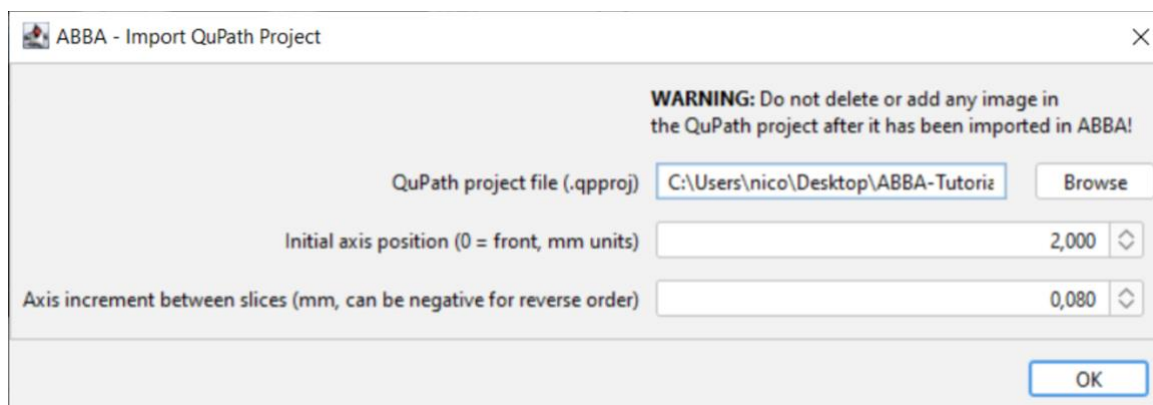 ABBA - Import QuPath Project
WARNING: Do not delete or add any image in
the QuPath project after it has been imported in ABBA!
QuPath project file (.qpproj) C:\Users\nico\Desktop\ABBA-Tutoria Browse
Initial axis position (0 = front, mm units) 2,000
Axis increment between slices (mm, can be negative for reverse order) 0,080
OK